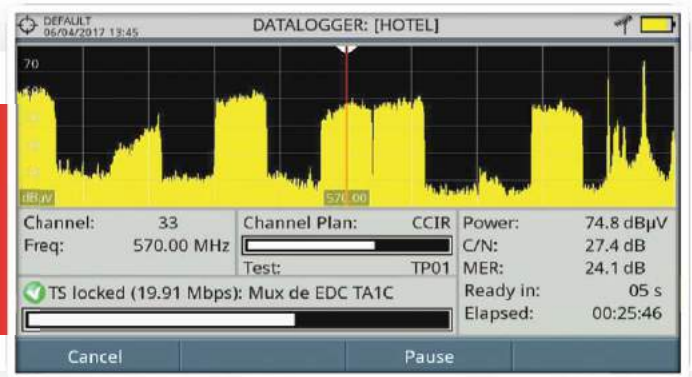 DEFAULT
06/04/2017 13:45
DATALOGGER: [HOTEL]
70
dBµV
570.00
Channel: 33
Freq: 570.00 MHz
Channel Plan: CCIR
Test: TP01
Power: 74.8 dBµV
C/N: 27.4 dB
MER: 24.1 dB
Ready in: 05 s
Elapsed: 00:25:46
TS locked (19.91 Mbps): Mux de EDC TA1C
Cancel
Pause